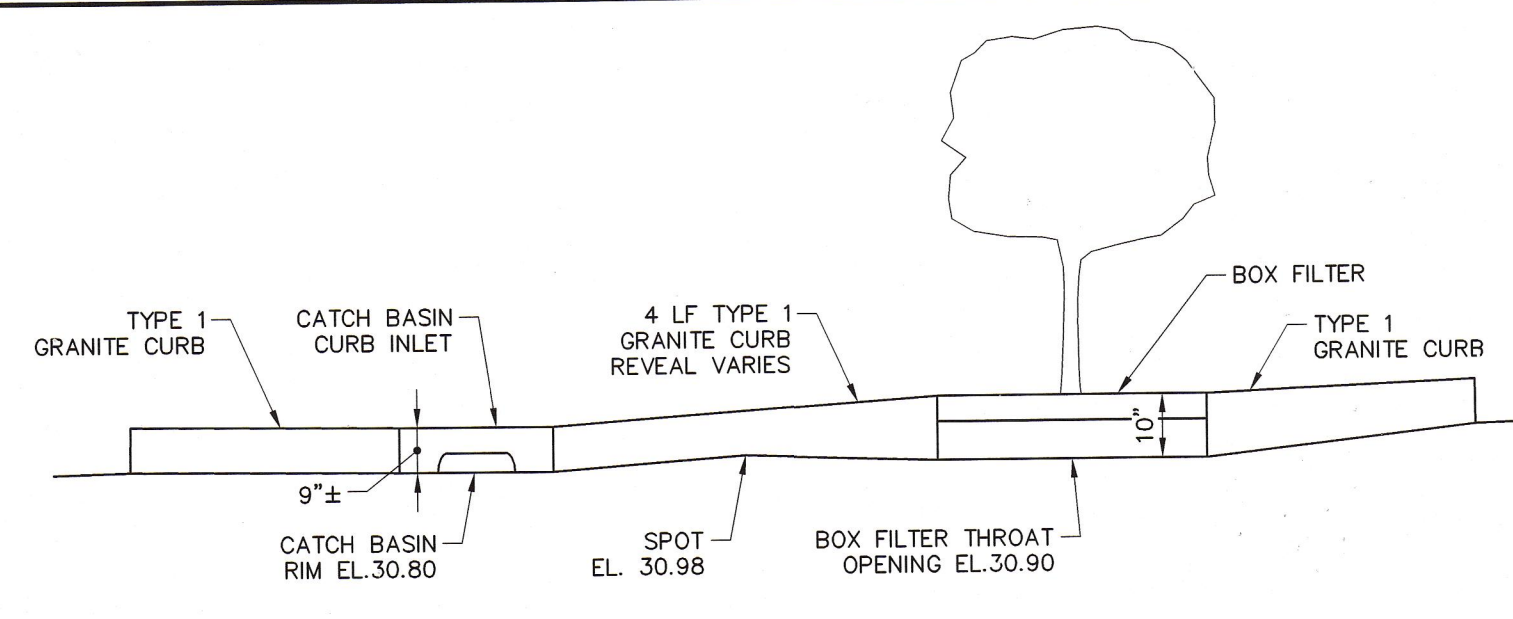 BOX FILTER
TYPE 1
GRANITE CURB
CATCH BASIN
CURB INLET
4 LF TYPE 1
GRANITE CURB
REVEAL VARIES
TYPE 1
GRANITE CURB
10"
9"±
CATCH BASIN
RIM EL.30.80
SPOT
EL. 30.98
BOX FILTER THROAT
OPENING EL.30.90